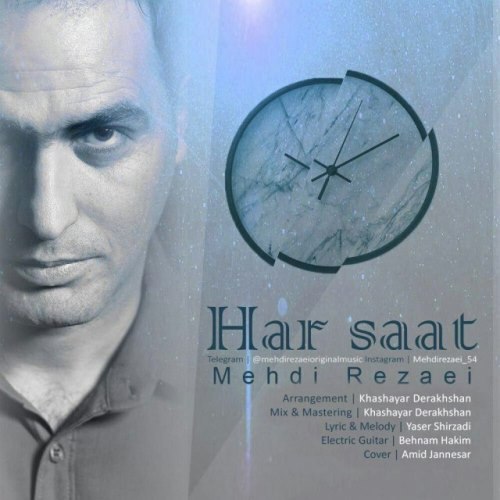 Har saat
Telegram | @mehdirezaeioriginalmusic Instagram | Mehdirezaei_54
Mehdi Rezaei
Arrangement | Khashayar Derakhshan
Mix & Mastering | Khashayar Derakhshan
Lyric & Melody | Yaser Shirzadi
Electric Guitar | Behnam Hakim
Cover | Amid Jannesar